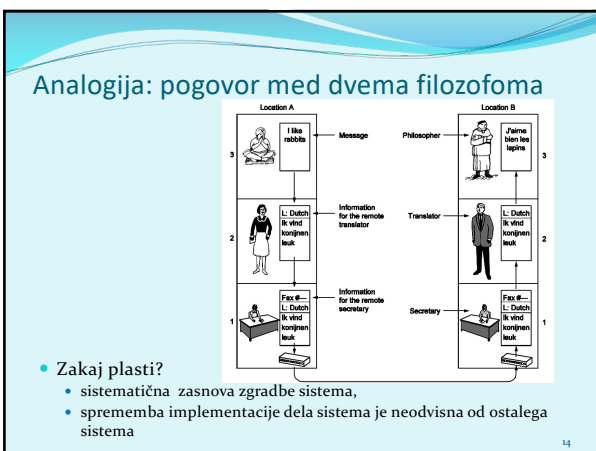 Analogija: pogovor med dvema filozofoma
Location A
Location B
3
I like
rabbits
Message
Philosopher
J'aime
bien les
lapins
3
2
L: Dutch
Ik vind
konijnen
leuk
Information
for the remote
translator
Translator
L: Dutch
Ik vind
konijnen
leuk
2
1
Fax #—
L: Dutch
Ik vind
konijnen
leuk
Information
for the remote
secretary
Secretary
Fax #—
L: Dutch
Ik vind
konijnen
leuk
1
• Zakaj plasti?
• sistematična zasnova zgradbe sistema,
• sprememba implementacije dela sistema je neodvisna od ostalega
sistema
14